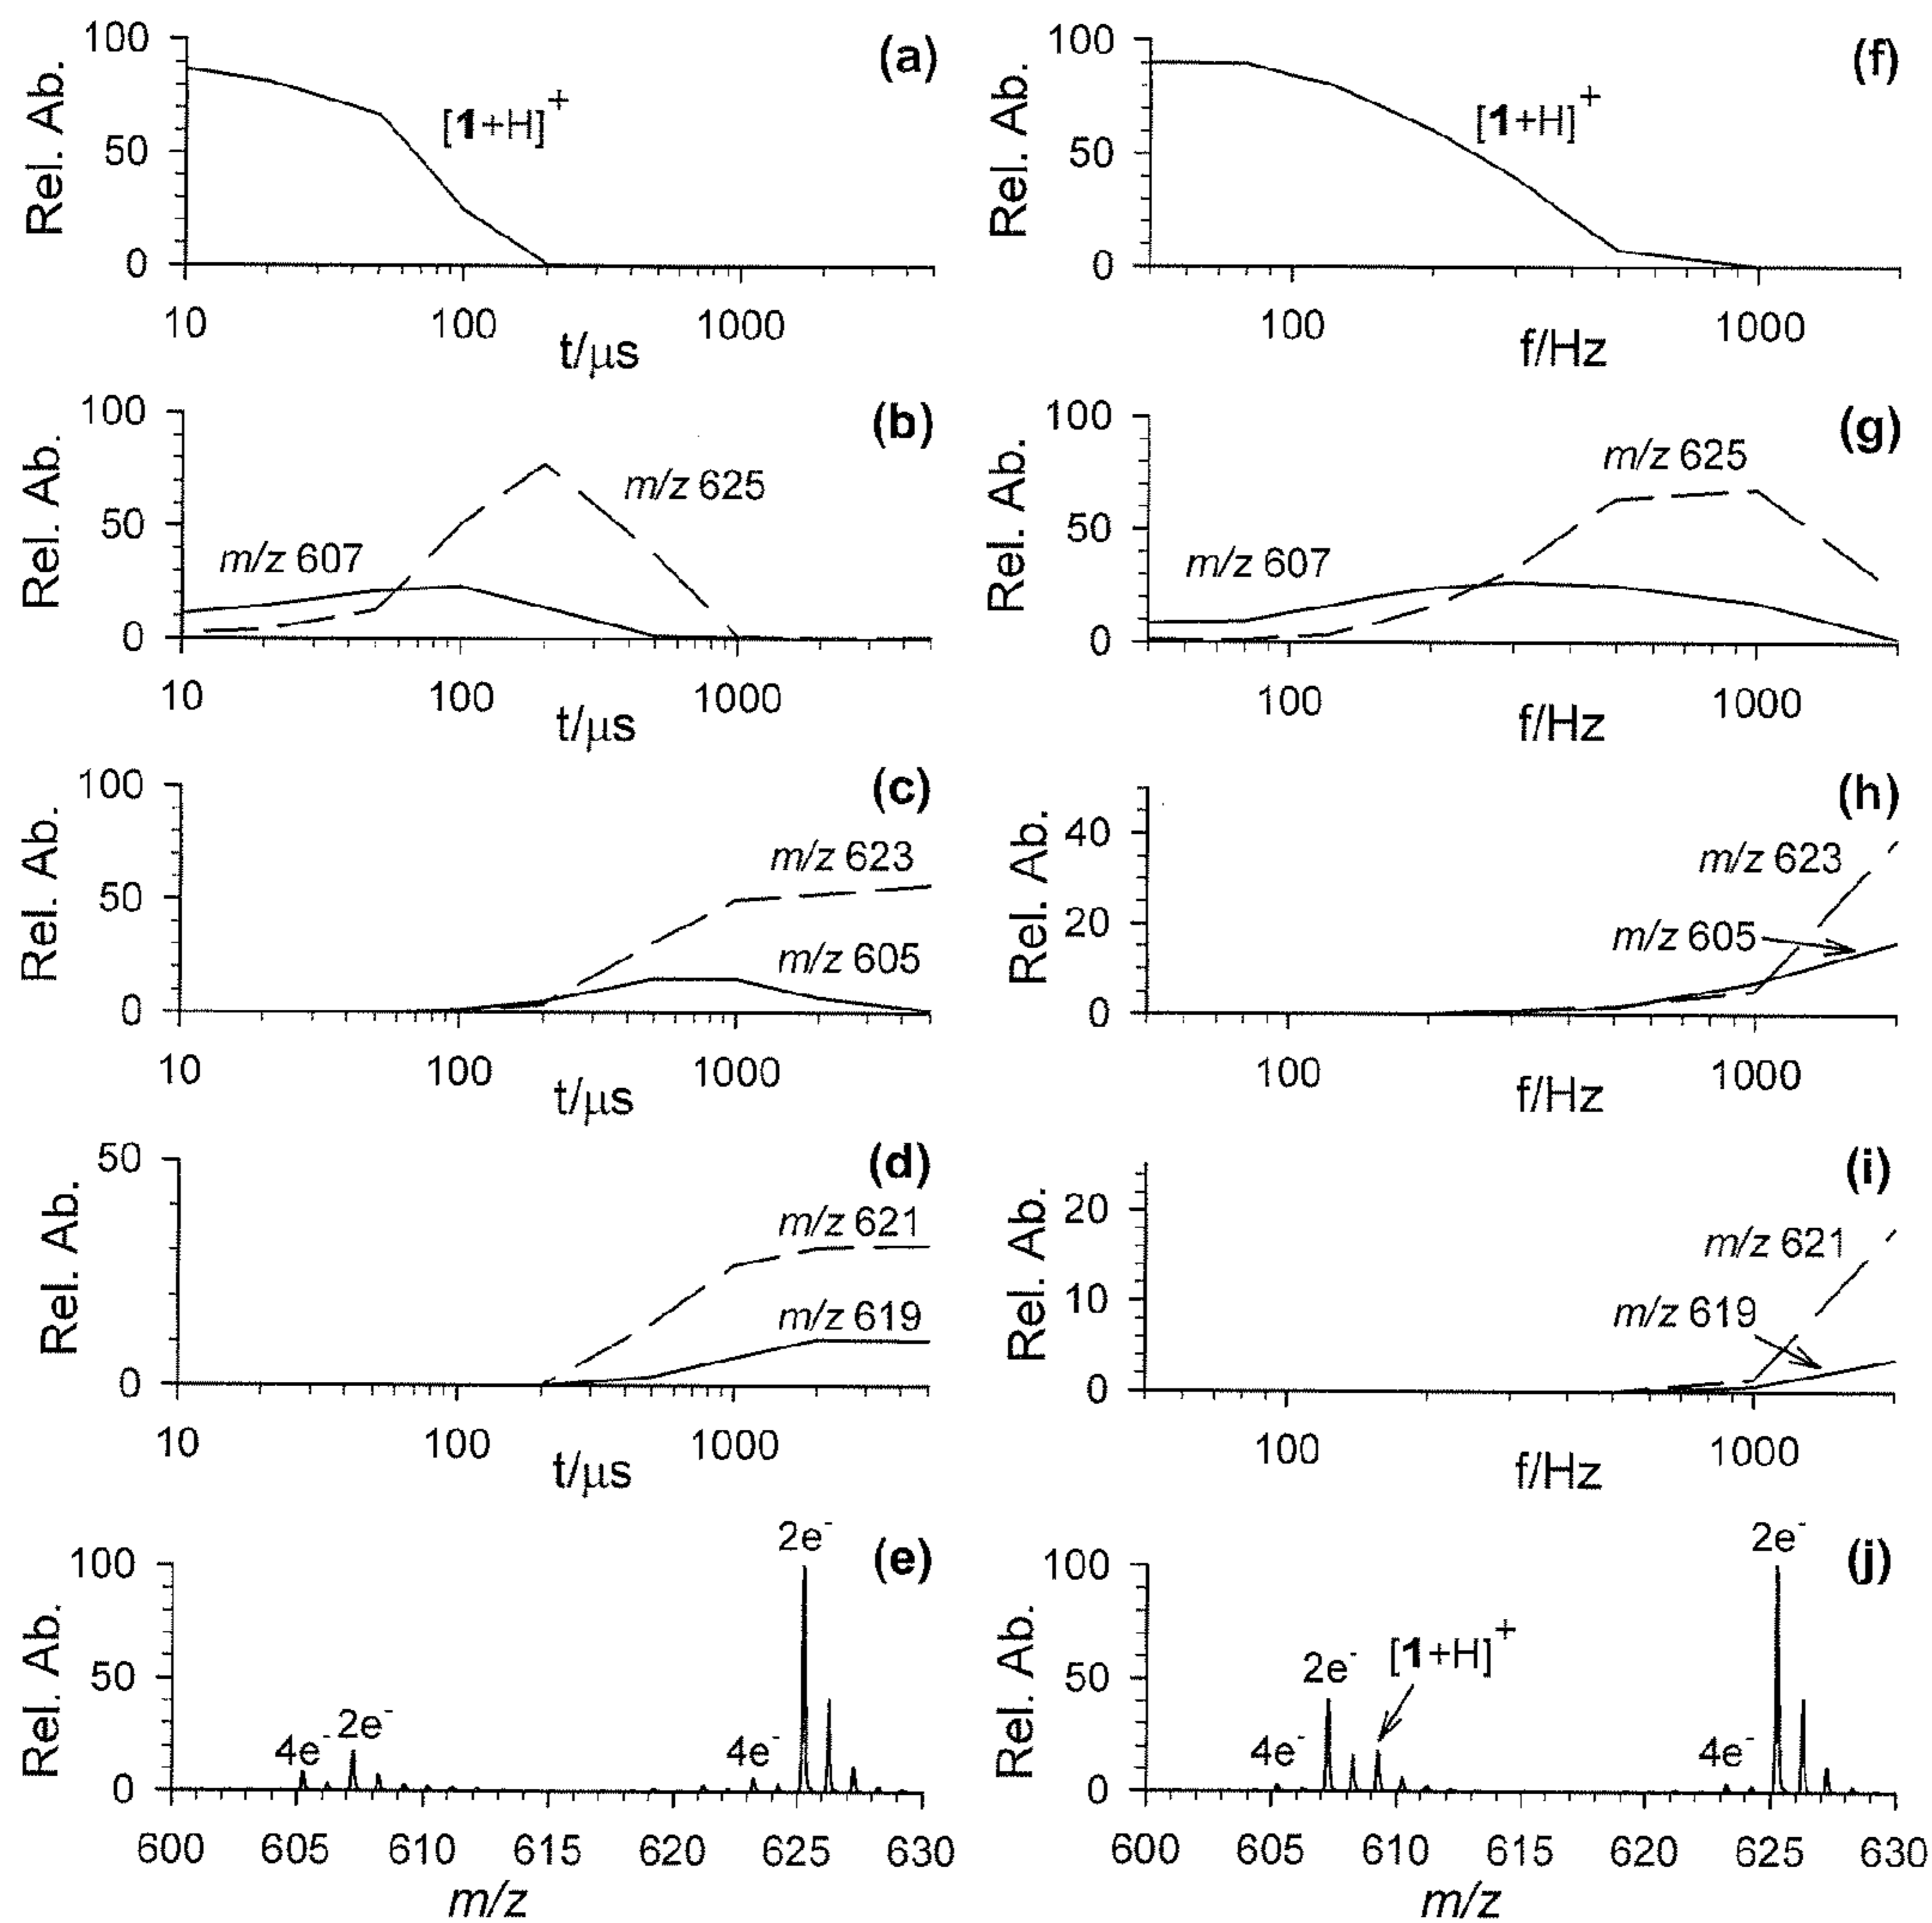 (a)
Rel. Ab.
100
50
0
[1+H]+
10 100 1000
t/μs
(f)
Rel. Ab.
100
50
0
[1+H]+
100 1000
f/Hz
(b)
Rel. Ab.
100
50
0
m/z 625
m/z 607
10 100 1000
t/μs
(g)
Rel. Ab.
100
50
0
m/z 625
m/z 607
100 1000
f/Hz
(c)
Rel. Ab.
100
50
0
m/z 623
m/z 605
10 100 1000
t/μs
(h)
Rel. Ab.
40
20
0
m/z 623
m/z 605
100 1000
f/Hz
(d)
Rel. Ab.
50
0
m/z 621
m/z 619
10 100 1000
t/μs
(i)
Rel. Ab.
20
10
0
m/z 621
m/z 619
100 1000
f/Hz
(e)
Rel. Ab.
100
50
0
2e-
4e- 2e-
4e-
600 605 610 615 620 625 630
m/z
(j)
Rel. Ab.
100
50
0
2e-
2e- [1+H]+
4e- 4e-
600 605 610 615 620 625 630
m/z